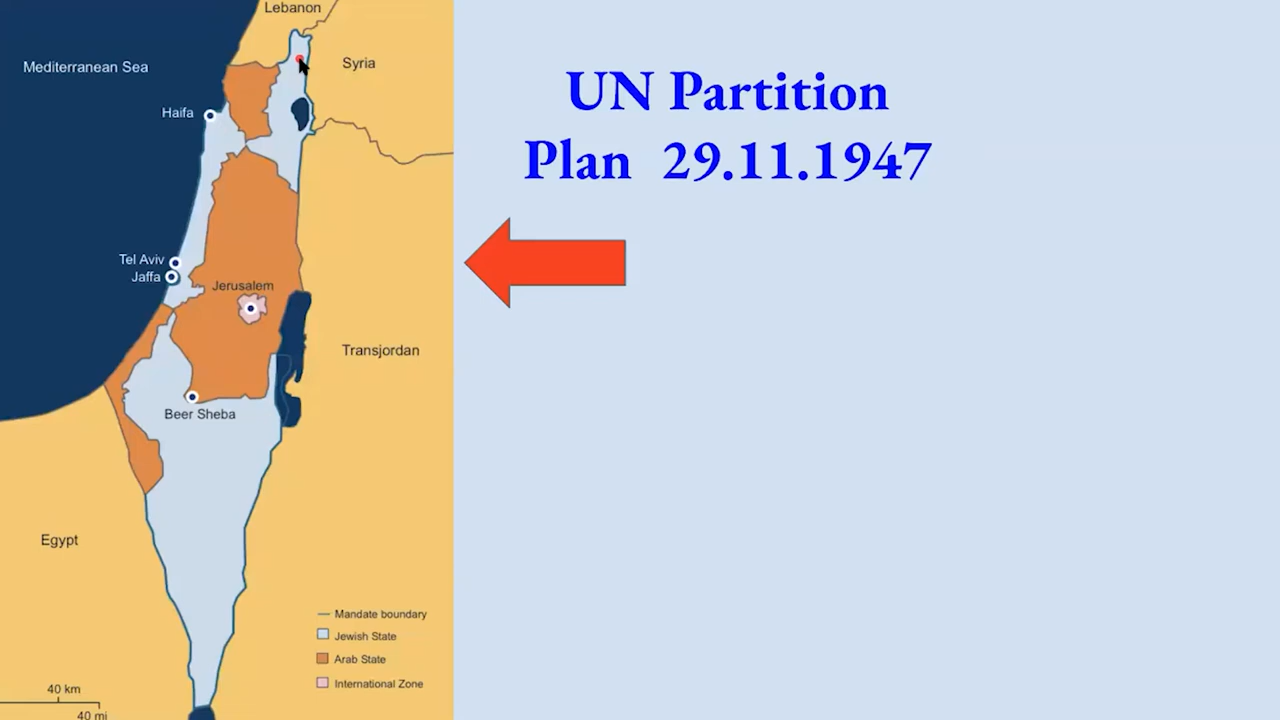 Lebanon
Mediterranean Sea
Syria
Haifa
Tel Aviv
Jaffa
Jerusalem
Transjordan
Beer Sheba
Egypt
Mandate boundary
Jewish State
Arab State
International Zone
40 km
40 mi
UN Partition
Plan 29.11.1947